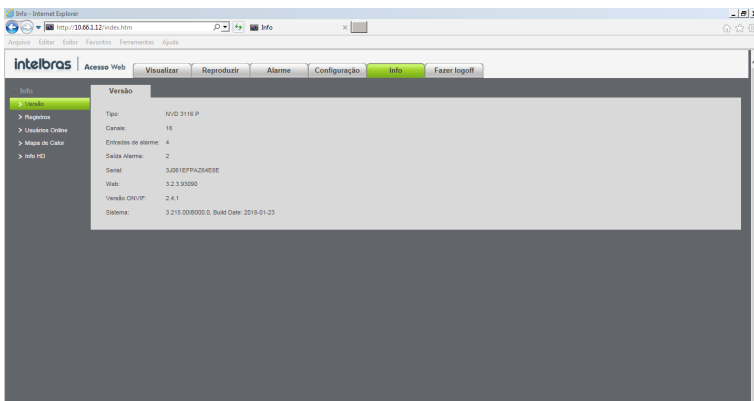 Info - Internet Explorer
http://10.66.1.12/index.htm
Info
Arquivo Editar Exibir Favoritos Ferramentas Ajuda
intelbras Acesso Web
Visualizar Reproduzir Alarme Configuração Info Fazer logoff
Info
Versão
Registros
Usuários Online
Mapa de Calor
Info HD
Versão
Tipo: NVD 3116 P
Canais: 16
Entradas de alarme: 4
Saída Alarme: 2
Serial: 3J061EFPAZ84E8E
Web: 3.2.3.93090
Versão ONVIF: 2.4.1
Sistema: 3.215.00IB000.0, Build Date: 2018-01-23